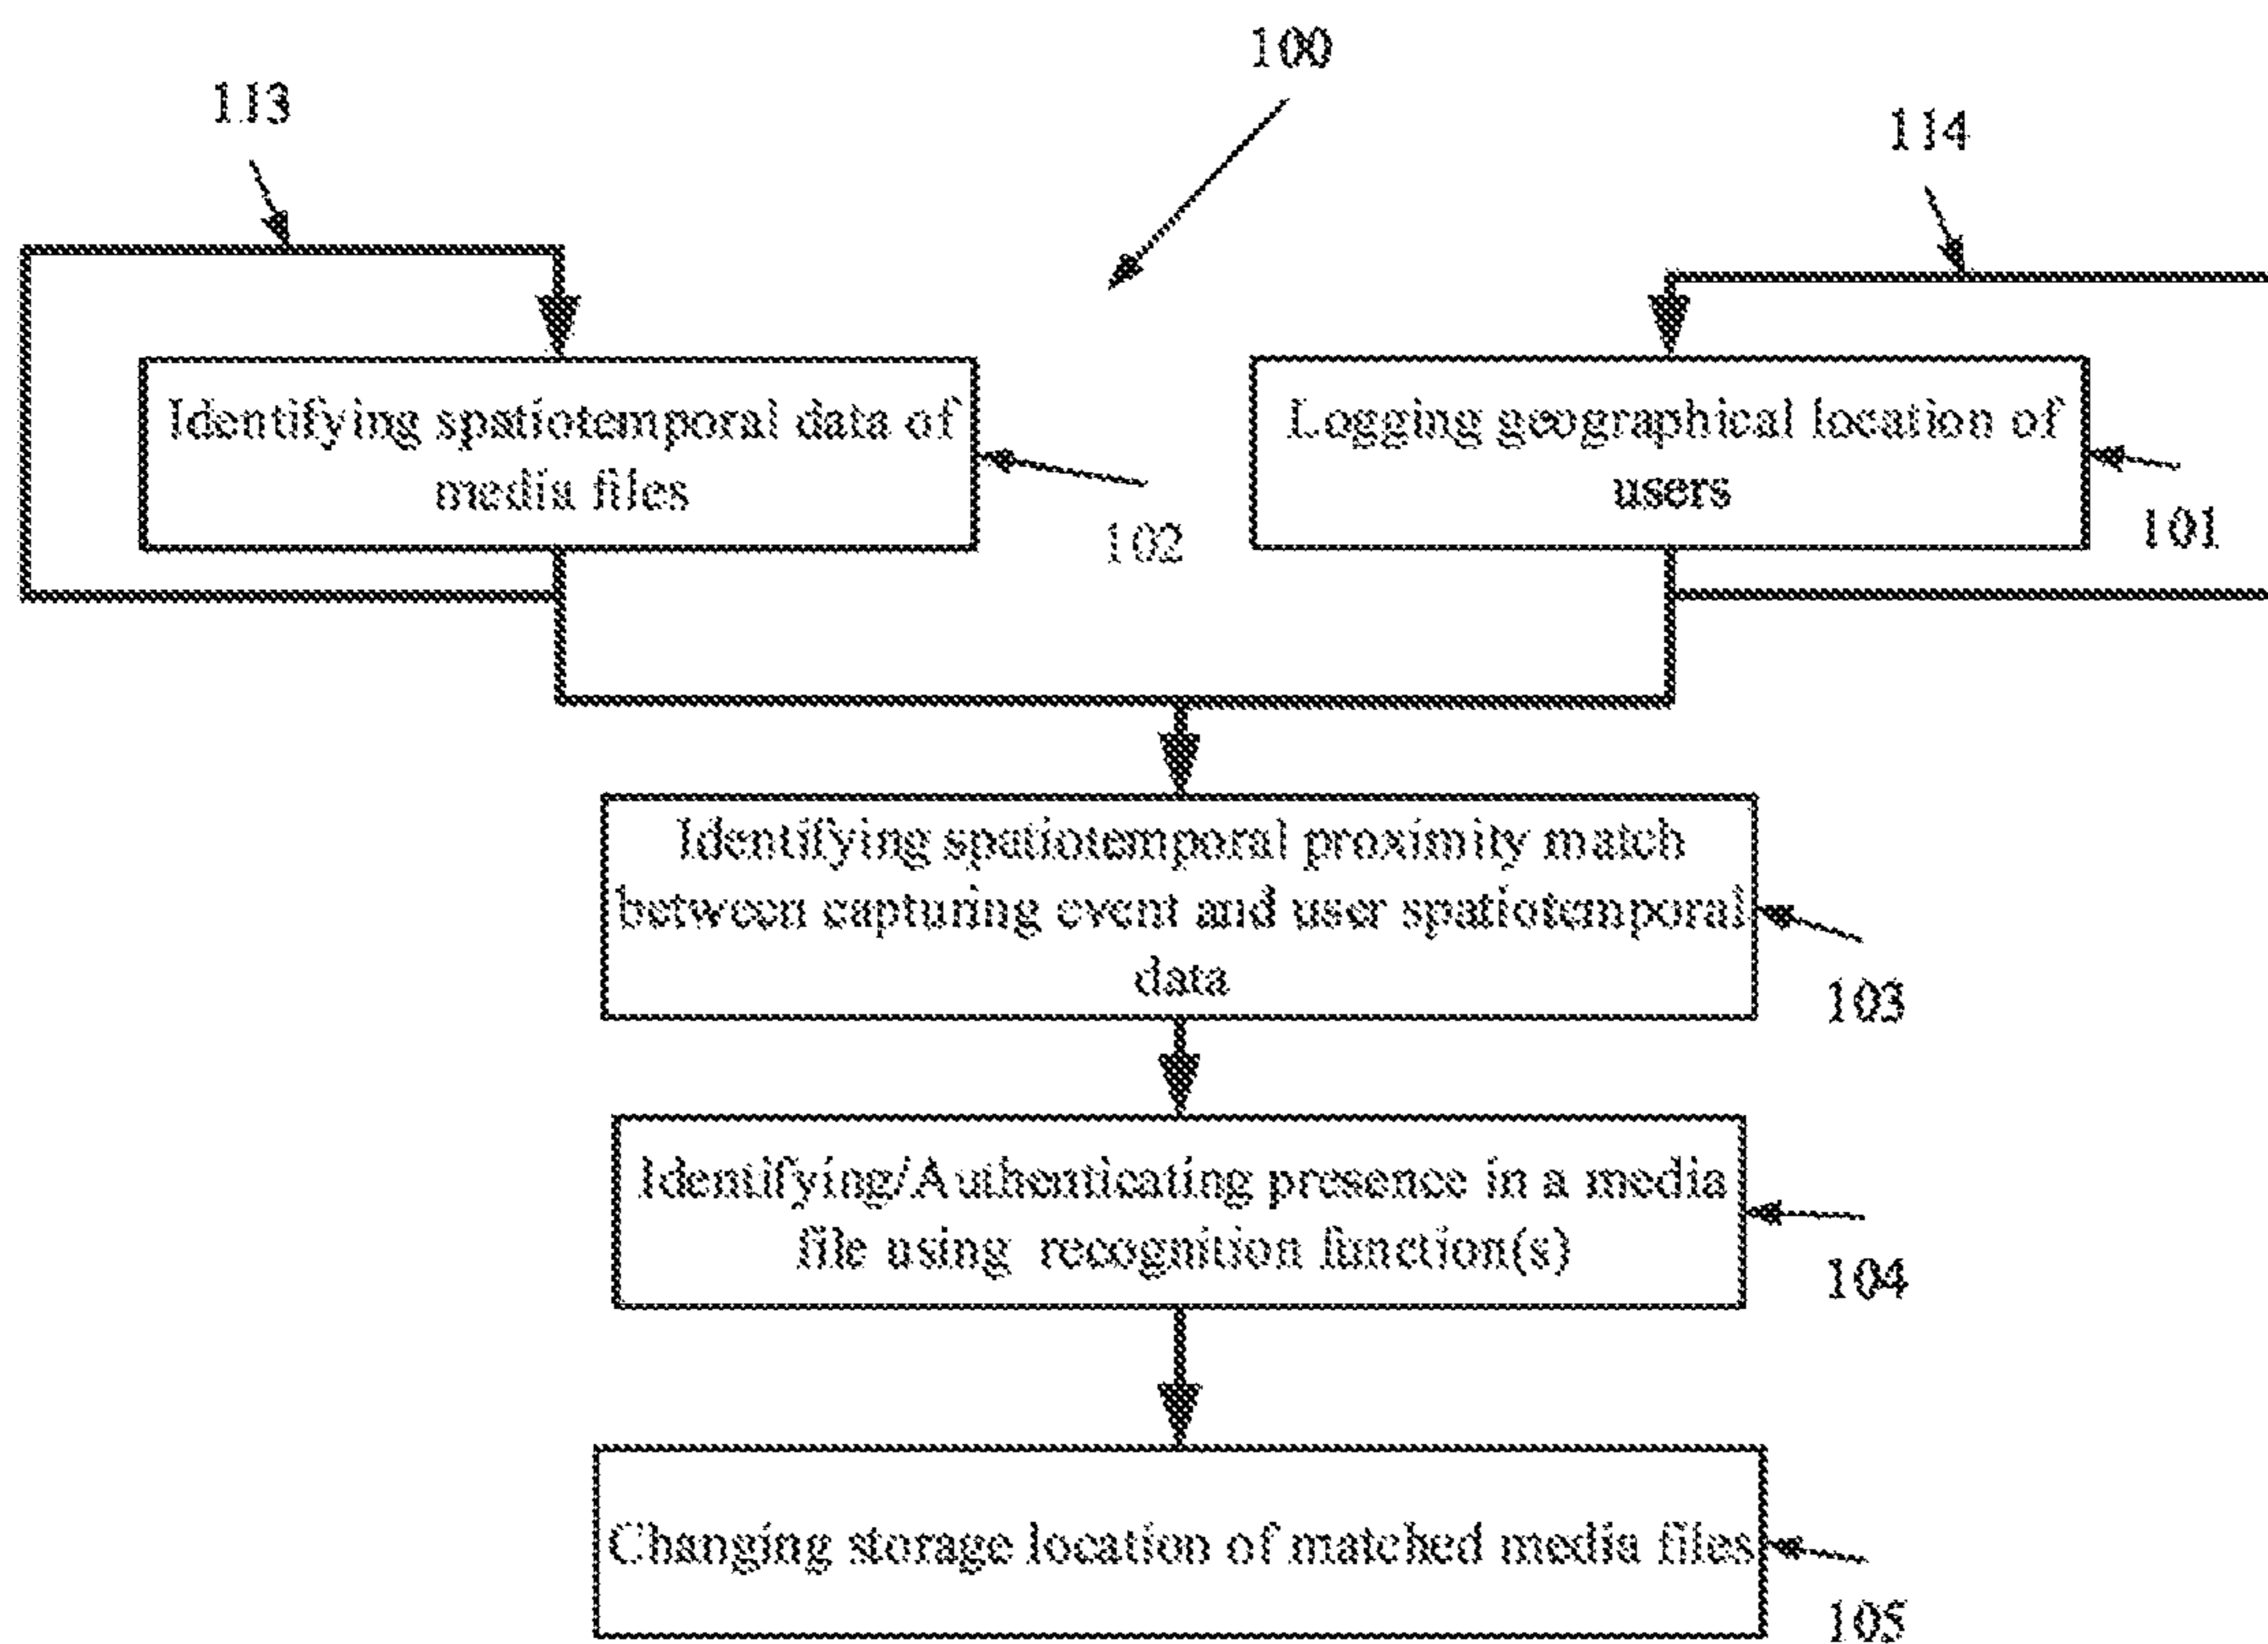 100
113
114
Identifying spatiotemporal data of
media files
102
Logging geographical location of
users
101
Identifying spatiotemporal proximity match
between capturing event and user spatiotemporal
data
103
Identifying/Authenticating presence in a media
file using recognition function(s)
104
Changing storage location of matched media files
105